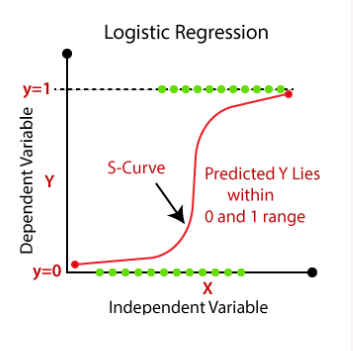 Logistic Regression
y=1
Dependent Variable
Y
S-Curve
Predicted Y Lies
within
0 and 1 range
y=0
X
Independent Variable